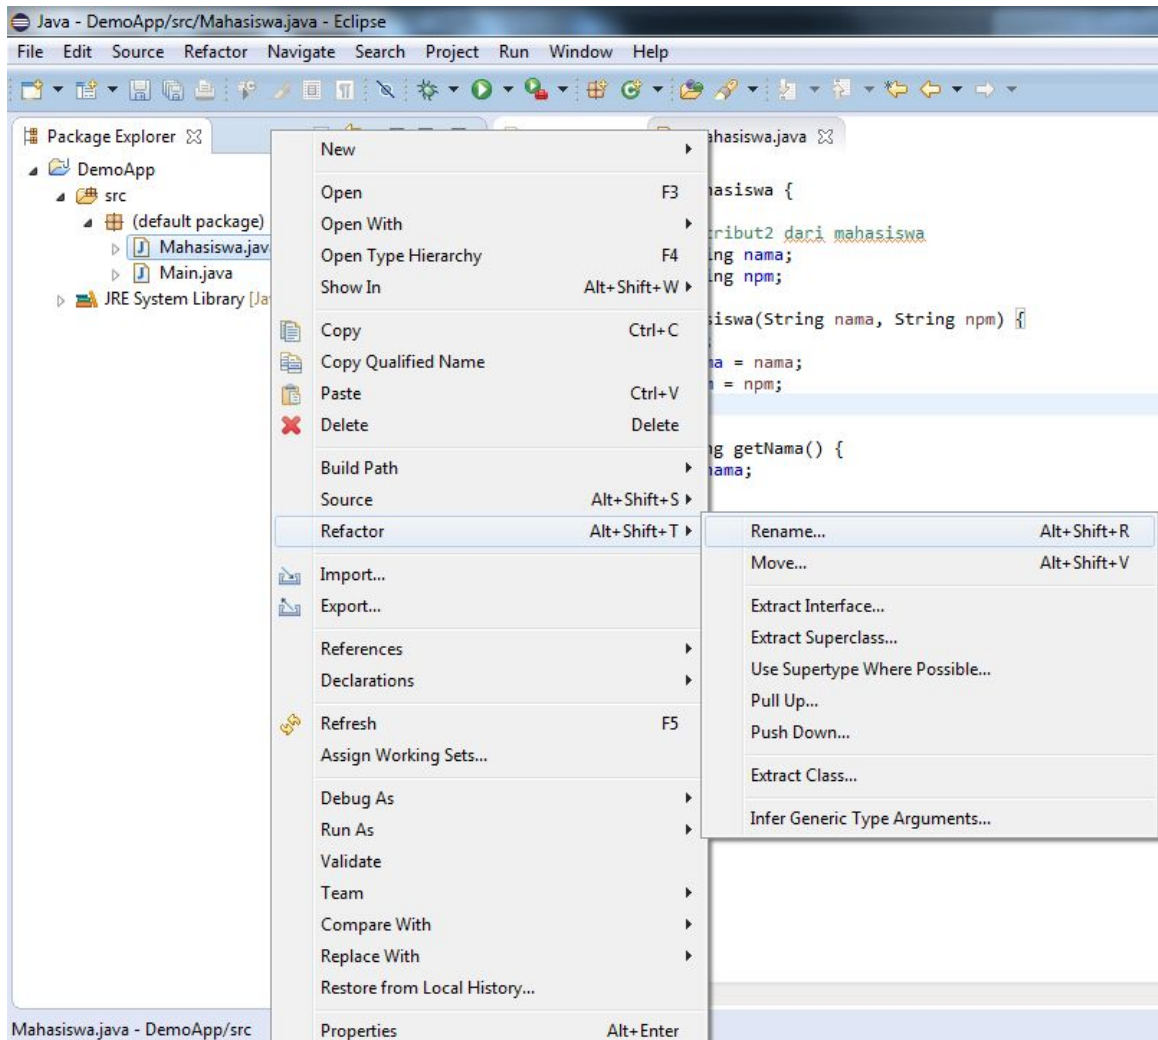 Java - DemoApp/src/Mahasiswa.java - Eclipse
File Edit Source Refactor Navigate Search Project Run Window Help
Package Explorer
DemoApp
src
(default package)
Mahasiswa.jav
Main.java
JRE System Library [Ja
New
Open F3
Open With
Open Type Hierarchy F4
Show In Alt+Shift+W
Copy Ctrl+C
Copy Qualified Name
Paste Ctrl+V
Delete Delete
Build Path
Source Alt+Shift+S
Refactor Alt+Shift+T
Import...
Export...
References
Declarations
Refresh F5
Assign Working Sets...
Debug As
Run As
Validate
Team
Compare With
Replace With
Restore from Local History...
Properties Alt+Enter
Rename... Alt+Shift+R
Move... Alt+Shift+V
Extract Interface...
Extract Superclass...
Use Supertype Where Possible...
Pull Up...
Push Down...
Extract Class...
Infer Generic Type Arguments...
ahasiswa.java
asiswa {
ribut2 dari mahasiswa
ing nama;
ing npm;
siswa(String nama, String npm) {
a = nama;
= npm;
g getNama() {
nama;
Mahasiswa.java - DemoApp/src